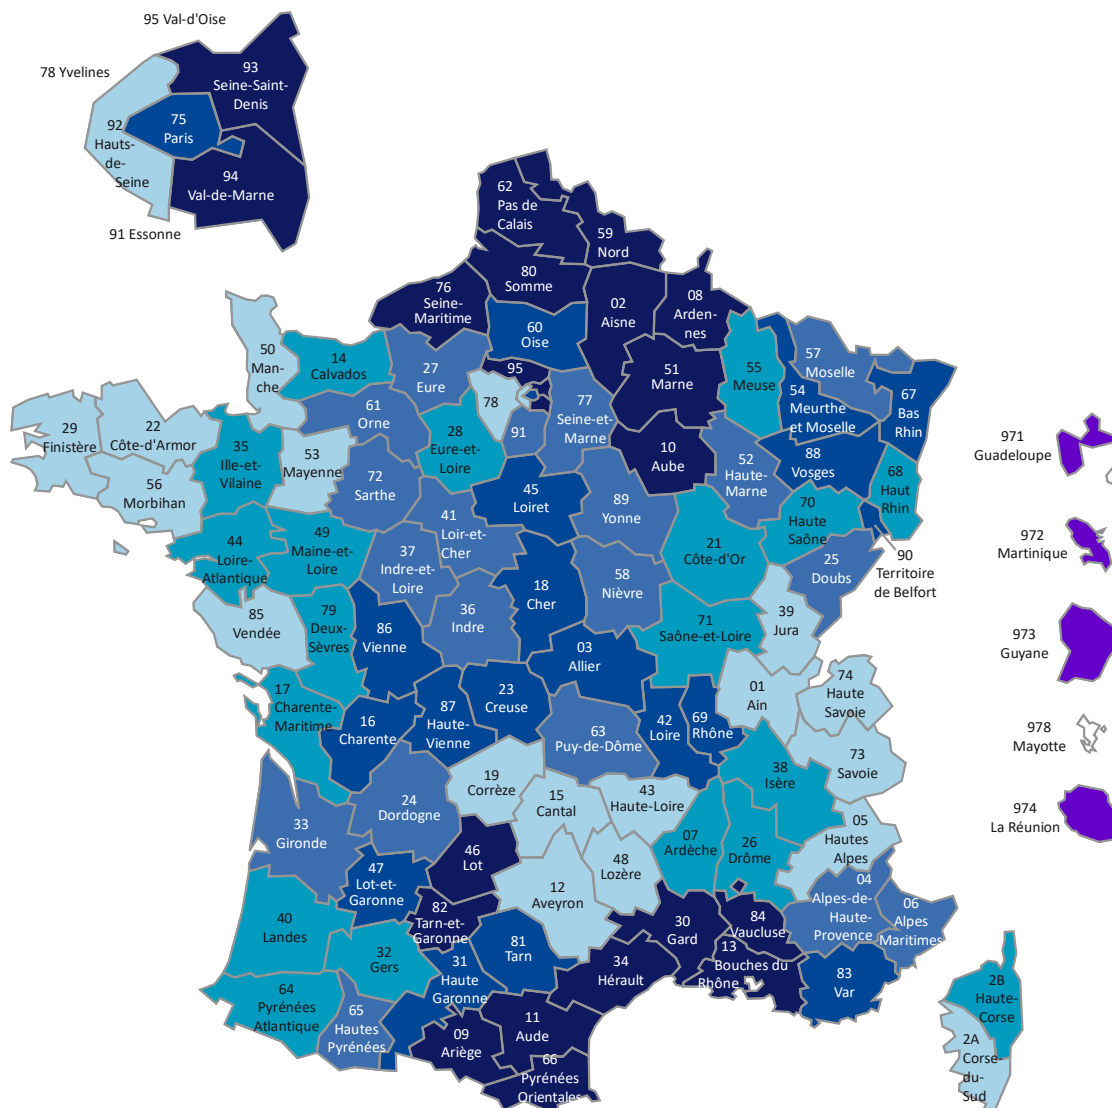 95 Val-d'Oise
78 Yvelines
93
Seine-Saint-
Denis
75
Paris
92
Hauts-
de-
Seine
94
Val-de-Marne
91 Essonne
62
Pas de
Calais
59
Nord
80
Somme
76
Seine-
Maritime
02
Aisne
08
Arden-
nes
60
Oise
50
Man-
che
14
Calvados
27
Eure
95
51
Marne
55
Meuse
57
Moselle
54
Meurthe
et Moselle
67
Bas
Rhin
78
77
Seine-et-
Marne
61
Orne
28
Eure-et-
Loire
91
10
Aube
29
Finistère
22
Côte-d'Armor
35
Ille-et-
Vilaine
53
Mayenne
52
Haute-
Marne
88
Vosges
68
Haut
Rhin
56
Morbihan
72
Sarthe
45
Loiret
89
Yonne
70
Haute
Saône
44
Loire-
Atlantique
49
Maine-et-
Loire
41
Loir-et-
Cher
37
Indre-et-
Loire
21
Côte-d'Or
25
Doubs
90
Territoire
de Belfort
18
Cher
58
Nièvre
85
Vendée
79
Deux-
Sèvres
86
Vienne
36
Indre
71
Saône-et-Loire
39
Jura
03
Allier
17
Charente-
Maritime
16
Charente
87
Haute-
Vienne
23
Creuse
63
Puy-de-Dôme
42
Loire
69
Rhône
01
Ain
74
Haute
Savoie
73
Savoie
38
Isère
19
Corrèze
15
Cantal
43
Haute-Loire
24
Dordogne
33
Gironde
07
Ardèche
26
Drôme
05
Hautes
Alpes
46
Lot
48
Lozère
12
Aveyron
47
Lot-et-
Garonne
82
Tarn-et-
Garonne
04
Alpes-de-
Haute-
Provence
06
Alpes
Maritimes
40
Landes
32
Gers
81
Tarn
30
Gard
84
Vaucluse
13
Bouches du
Rhône
83
Var
34
Hérault
31
Haute
Garonne
64
Pyrénées
Atlantique
65
Hautes
Pyrénées
09
Ariège
11
Aude
66
Pyrénées
Orientales
2B
Haute-
Corse
2A
Corse-
du-
Sud
971
Guadeloupe
972
Martinique
973
Guyane
978
Mayotte
974
La Réunion